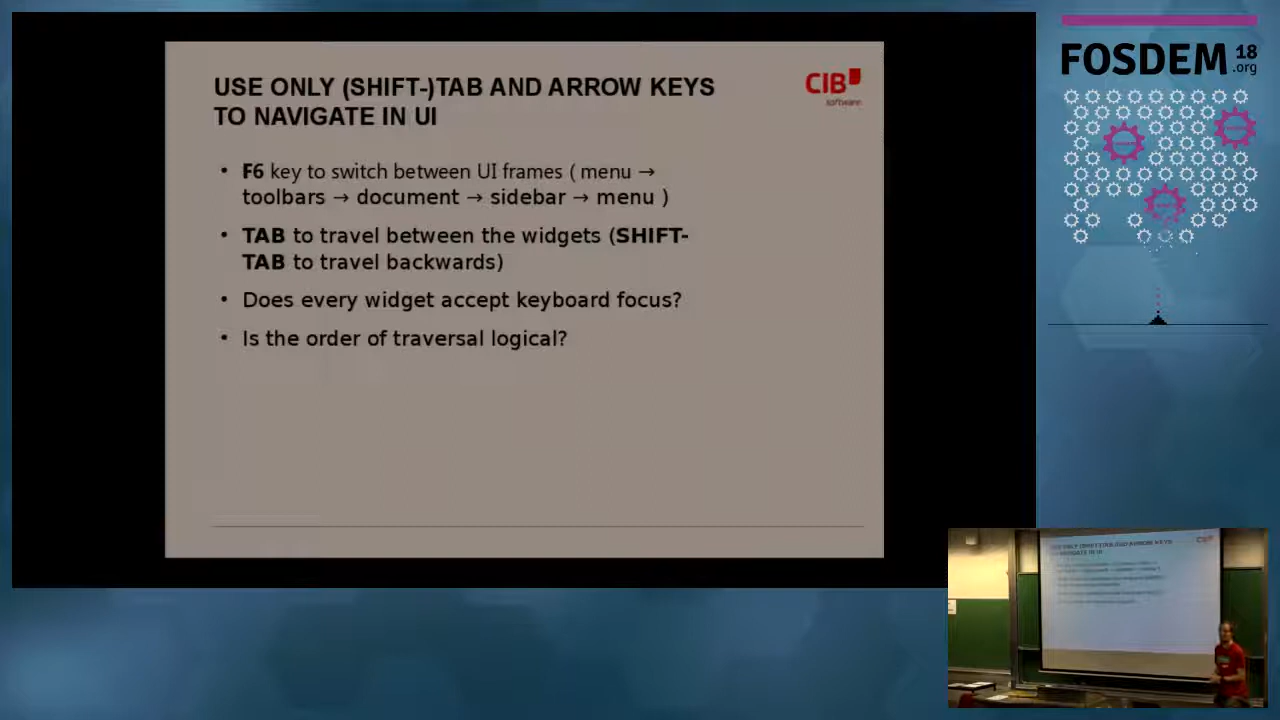 USE ONLY (SHIFT-)TAB AND ARROW KEYS
TO NAVIGATE IN UI
CIB
software
• F6 key to switch between UI frames ( menu →
toolbars → document → sidebar → menu )
• TAB to travel between the widgets (SHIFT-
TAB to travel backwards)
• Does every widget accept keyboard focus?
• Is the order of traversal logical?
FOSDEM 18
.org